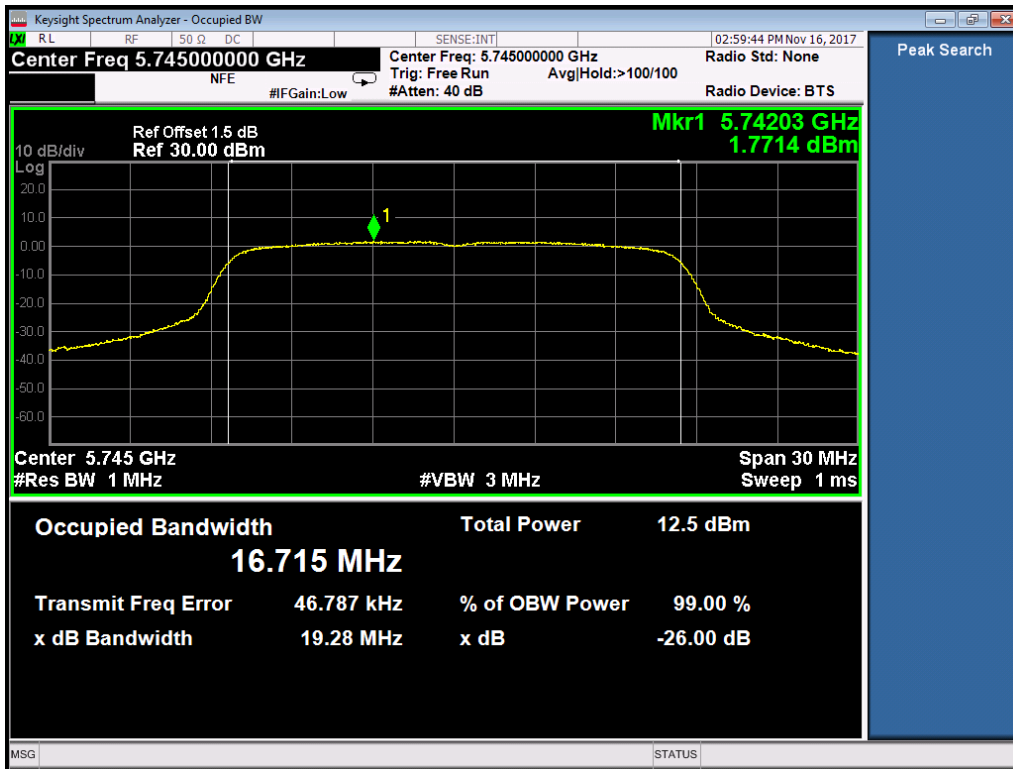 Keysight Spectrum Analyzer - Occupied BW
LXI RL RF 50 Ω DC SENSE:INT 02:59:44 PM Nov 16, 2017
Center Freq 5.745000000 GHz Center Freq: 5.745000000 GHz Radio Std: None
NFE Trig: Free Run Avg|Hold:>100/100
#IFGain:Low #Atten: 40 dB Radio Device: BTS
Peak Search
Mkr1 5.74203 GHz
1.7714 dBm
Ref Offset 1.5 dB
10 dB/div Ref 30.00 dBm
Log
20.0
10.0
1
0.00
-10.0
-20.0
-30.0
-40.0
-50.0
-60.0
Center 5.745 GHz Span 30 MHz
#Res BW 1 MHz #VBW 3 MHz Sweep 1 ms
Occupied Bandwidth Total Power 12.5 dBm
16.715 MHz
Transmit Freq Error 46.787 kHz % of OBW Power 99.00 %
x dB Bandwidth 19.28 MHz x dB -26.00 dB
MSG STATUS